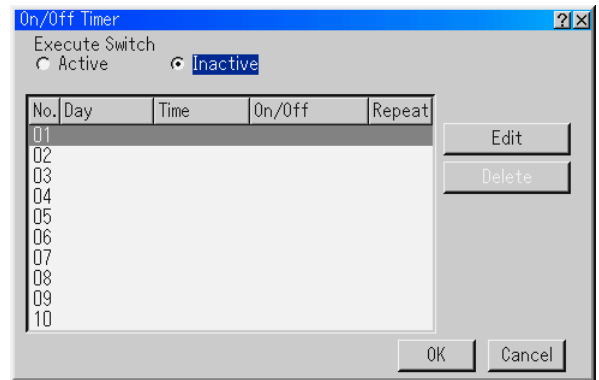 On/Off Timer ? ×
Execute Switch
Active Inactive
No. Day Time On/Off Repeat
01
Edit
02
03
Delete
04
05
06
07
08
09
10
OK Cancel